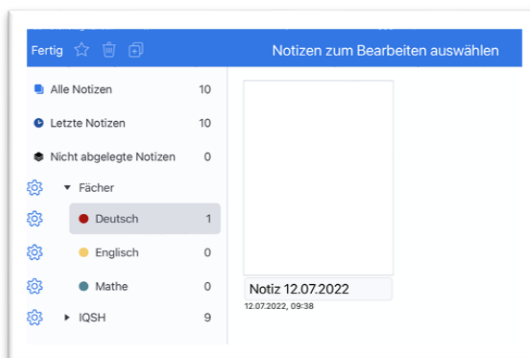 Fertig
Notizen zum Bearbeiten auswählen
Alle Notizen 10
Letzte Notizen 10
Nicht abgelegte Notizen 0
Fächer
Deutsch 1
Englisch 0
Mathe 0
IQSH 9
Notiz 12.07.2022
12.07.2022, 09:38